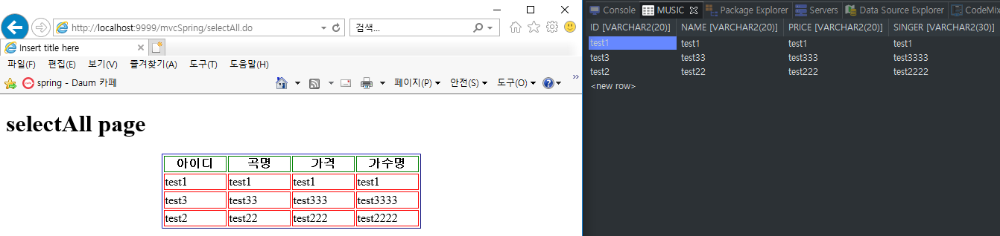 http://localhost:9999/mvcSpring/selectAll.do
검색...
Insert title here
파일(F) 편집(E) 보기(V) 즐겨찾기(A) 도구(T) 도움말(H)
spring - Daum 카페
페이지(P) 안전(S) 도구(O)
selectAll page
아이디 곡명 가격 가수명
test1 test1 test1 test1
test3 test33 test333 test3333
test2 test22 test222 test2222
Console MUSIC Package Explorer Servers Data Source Explorer CodeMix
ID [VARCHAR2(20)] NAME [VARCHAR2(20)] PRICE [VARCHAR2(20)] SINGER [VARCHAR2(30)]
test1 test1 test1 test1
test3 test33 test333 test3333
test2 test22 test222 test2222
<new row>